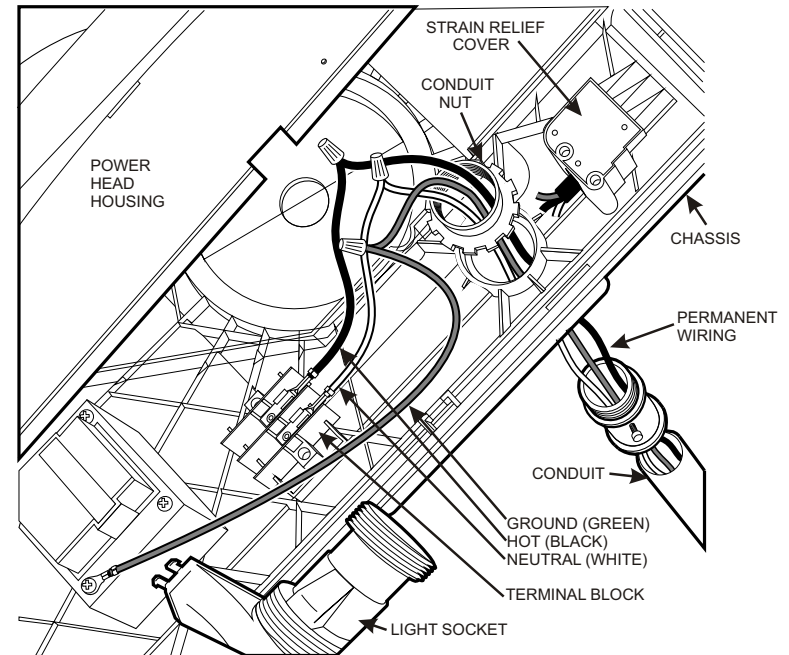 STRAIN RELIEF
COVER
CONDUIT
NUT
POWER
HEAD
HOUSING
CHASSIS
PERMANENT
WIRING
CONDUIT
GROUND (GREEN)
HOT (BLACK)
NEUTRAL (WHITE)
TERMINAL BLOCK
LIGHT SOCKET